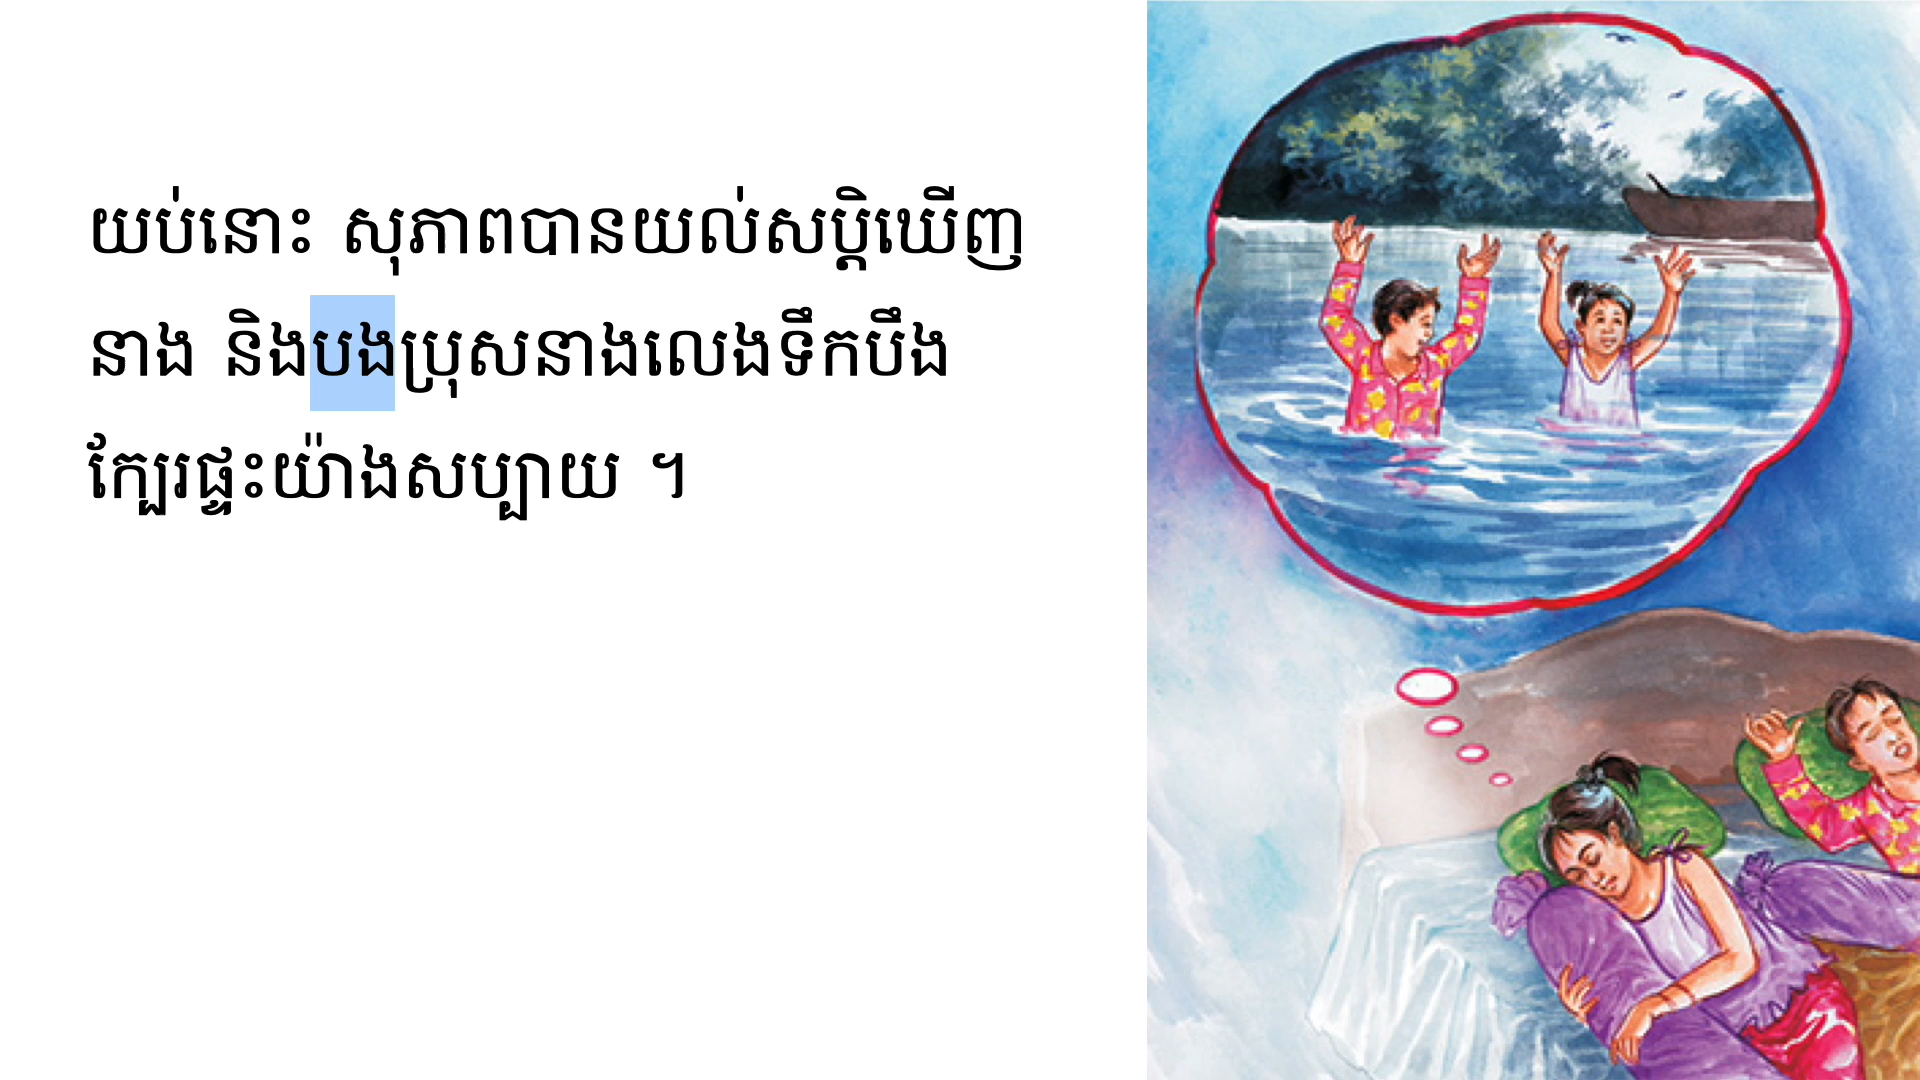 យប់នោះ សុភាពបានយល់សប្តិឃើញ
នាង និងបងប្រុសនាងលេងទឹកបឹង
ក្បែរផ្ទះយ៉ាងសប្បាយ ។